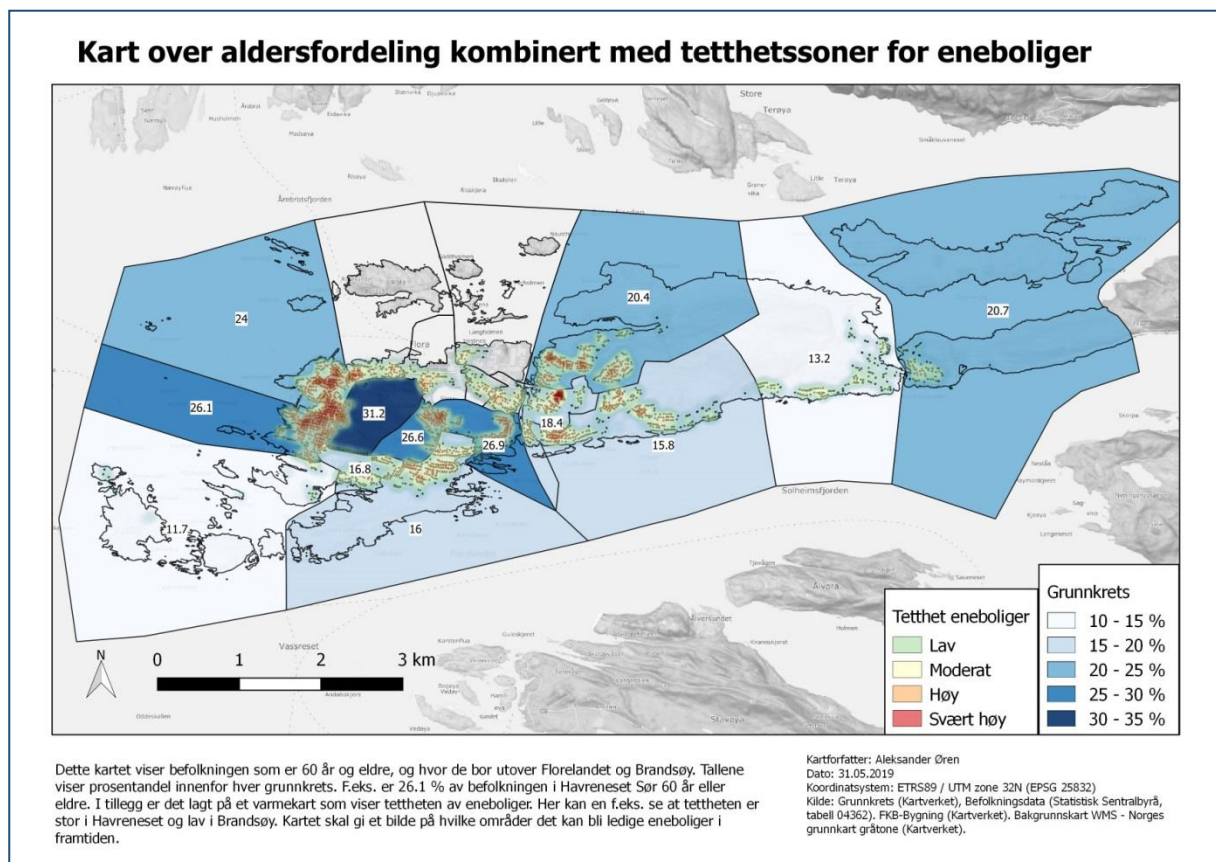 Kart over aldersfordeling kombinert med tetthetssoner for eneboliger
Store
Terøya
Lille
Terøya
Årebrotsfjorden
24
20.4
20.7
13.2
26.1
31.2
26.6
26.9
18.4
15.8
16.8
16
11.7
Solheimsfjorden
Vassreset
Stavøya
N
0 1 2 3 km
Tetthet eneboliger
Lav
Moderat
Høy
Svært høy
Grunnkrets
10 - 15 %
15 - 20 %
20 - 25 %
25 - 30 %
30 - 35 %
Dette kartet viser befolkningen som er 60 år og eldre, og hvor de bor utover Florelandet og Brandsøy. Tallene
viser prosentandel innenfor hver grunnkrets. F.eks. er 26.1 % av befolkningen i Havreneset Sør 60 år eller
eldre. I tillegg er det lagt på et varmekart som viser tettheten av eneboliger. Her kan en f.eks. se at tettheten er
stor i Havreneset og lav i Brandsøy. Kartet skal gi et bilde på hvilke områder det kan bli ledige eneboliger i
framtiden.
Kartforfatter: Aleksander Øren
Dato: 31.05.2019
Koordinatsystem: ETRS89 / UTM zone 32N (EPSG 25832)
Kilde: Grunnkrets (Kartverket), Befolkningsdata (Statistisk Sentralbyrå,
tabell 04362). FKB-Bygning (Kartverket). Bakgrunnskart WMS - Norges
grunnkart gråtone (Kartverket).